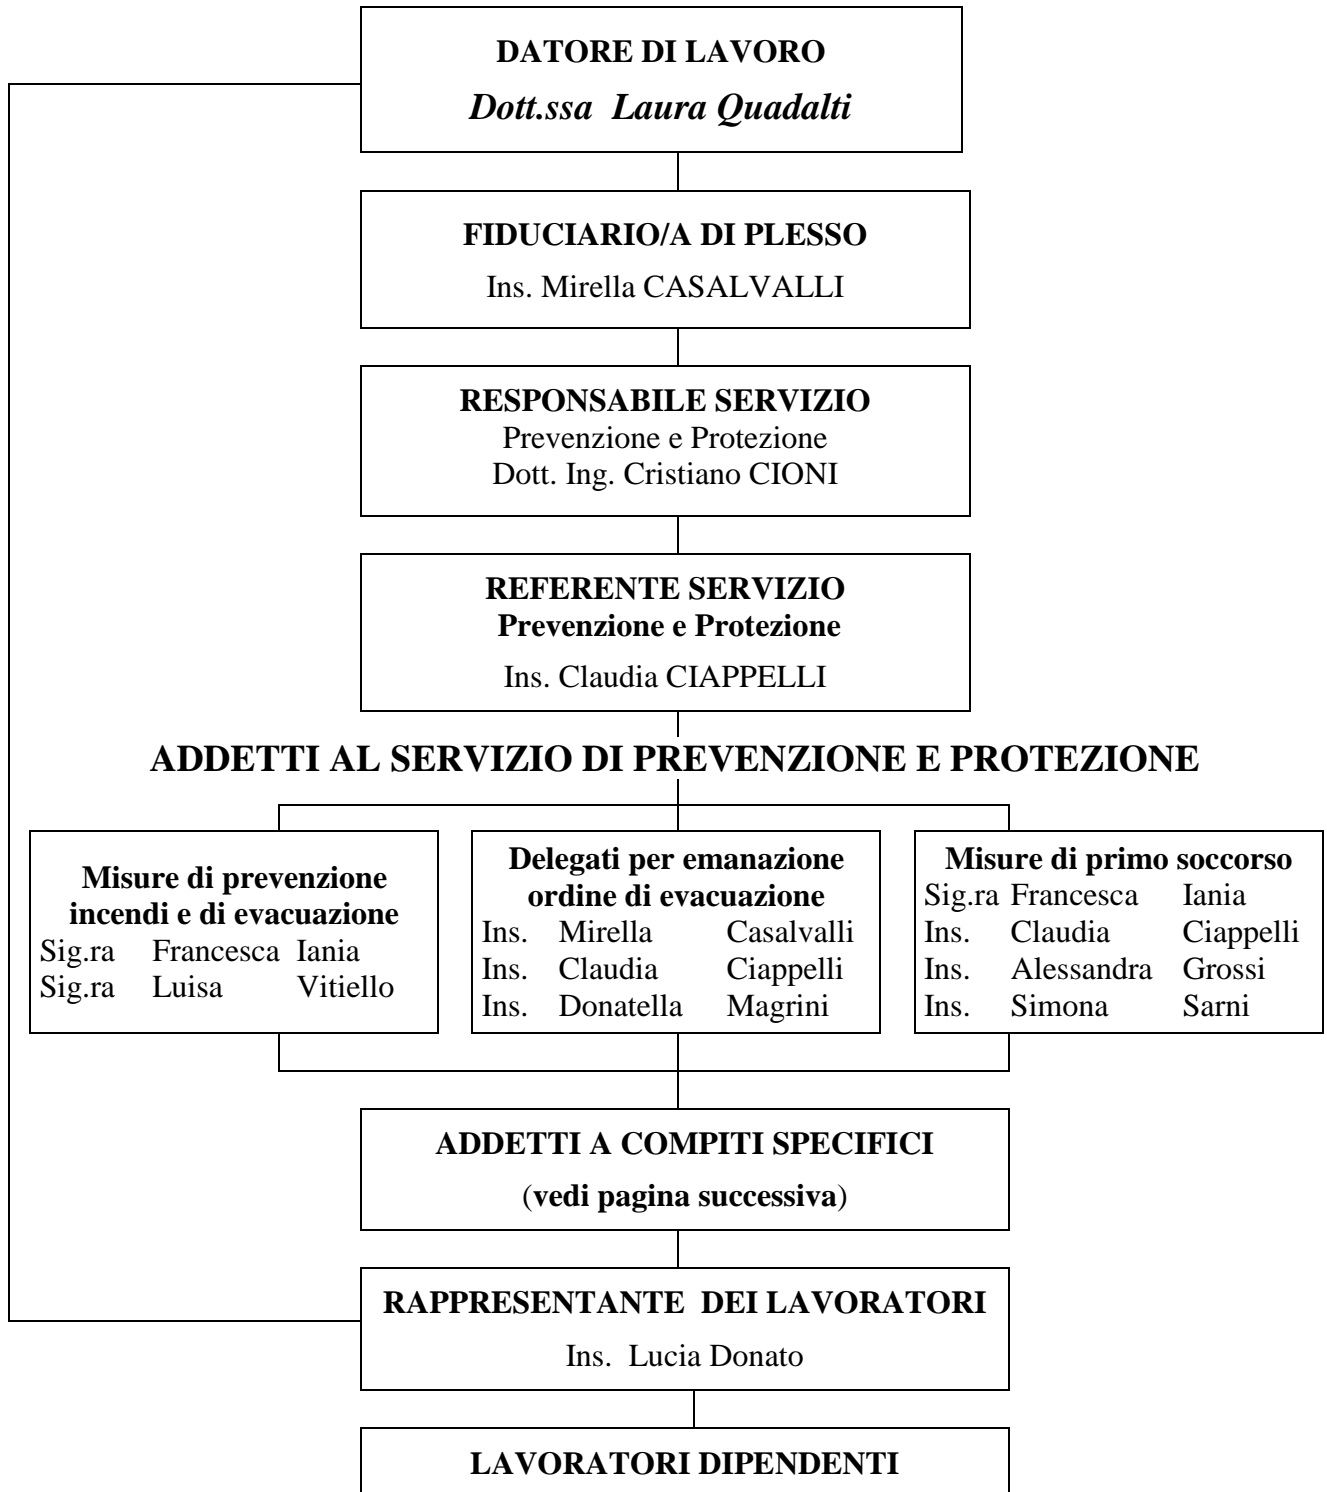 DATORE DI LAVORO
Dott.ssa Laura Quadalti
FIDUCIARIO/A DI PLESSO
Ins. Mirella CASALVALLI
RESPONSABILE SERVIZIO
Prevenzione e Protezione
Dott. Ing. Cristiano CIONI
REFERENTE SERVIZIO
Prevenzione e Protezione
Ins. Claudia CIAPPELLI
ADDETTI AL SERVIZIO DI PREVENZIONE E PROTEZIONE
Misure di prevenzione
incendi e di evacuazione
Sig.ra Francesca Iania
Sig.ra Luisa Vitiello
Delegati per emanazione
ordine di evacuazione
Ins. Mirella Casalvalli
Ins. Claudia Ciappelli
Ins. Donatella Magrini
Misure di primo soccorso
Sig.ra Francesca Iania
Ins. Claudia Ciappelli
Ins. Alessandra Grossi
Ins. Simona Sarni
ADDETTI A COMPITI SPECIFICI
(vedi pagina successiva)
RAPPRESENTANTE DEI LAVORATORI
Ins. Lucia Donato
LAVORATORI DIPENDENTI